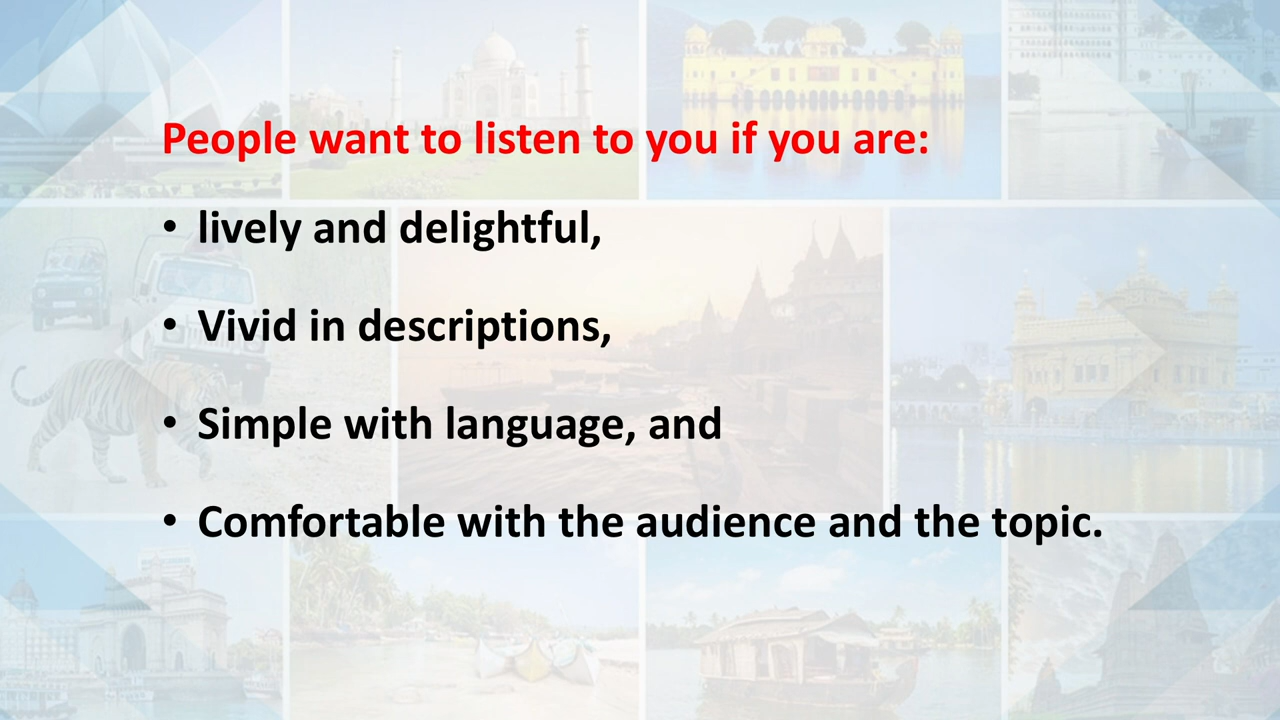 People want to listen to you if you are:
• lively and delightful,
• Vivid in descriptions,
• Simple with language, and
• Comfortable with the audience and the topic.